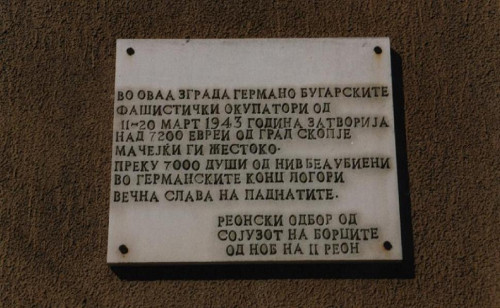 ВО ОВАА ЗГРАДА ГЕРМАНО БУГАРСКИТЕ
ФАШИСТИЧКИ ОКУПАТОРИ ОД
11-20 МАРТ 1943 ГОДИНА ЗАТВОРИЈА
НАД 7200 ЕВРЕИ ОД ГРАД СКОПЈЕ
МАЧЕЈКИ ГИ ЖЕСТОКО.
ПРЕКУ 7000 ДУШИ ОД НИВ БЕА УБИЕНИ
ВО ГЕРМАНСКИТЕ КОНЦ ЛОГОРИ
ВЕЧНА СЛАВА НА ПАДНАТИТЕ.
РЕОНСКИ ОДБОР ОД
СОЈУЗОТ НА БОРЦИТЕ
ОД НОБ НА II РЕОН